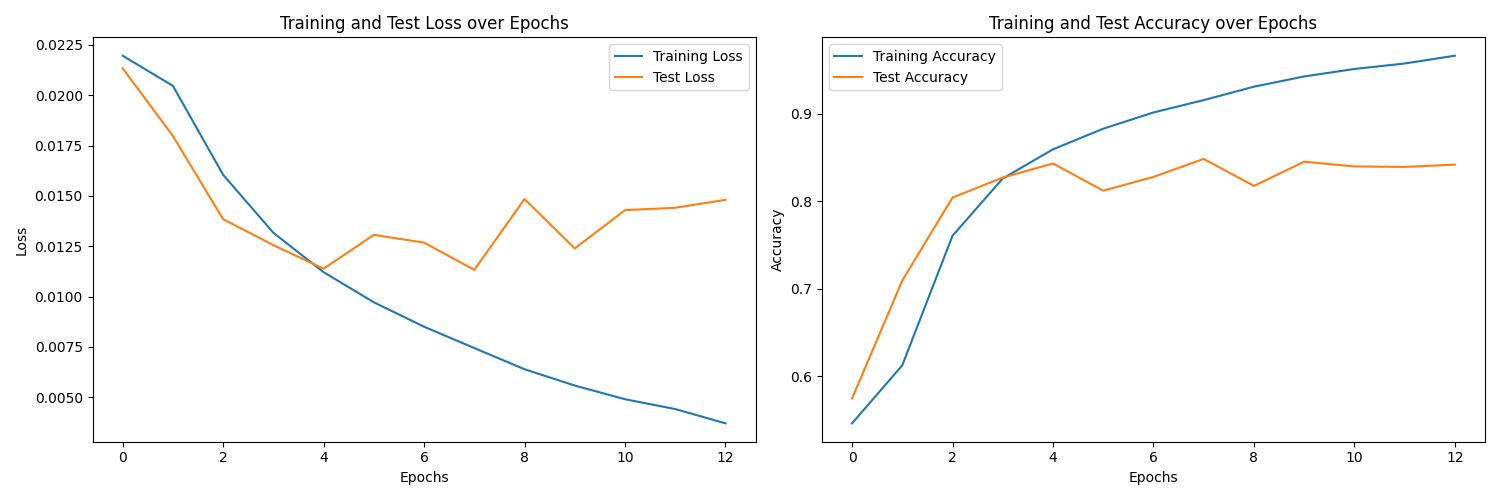 Training and Test Loss over Epochs
0.0225
0.0200
0.0175
0.0150
0.0125
0.0100
0.0075
0.0050
Loss
0 2 4 6 8 10 12
Epochs
Training Loss
Test Loss
Training and Test Accuracy over Epochs
0.9
0.8
0.7
0.6
Accuracy
0 2 4 6 8 10 12
Epochs
Training Accuracy
Test Accuracy